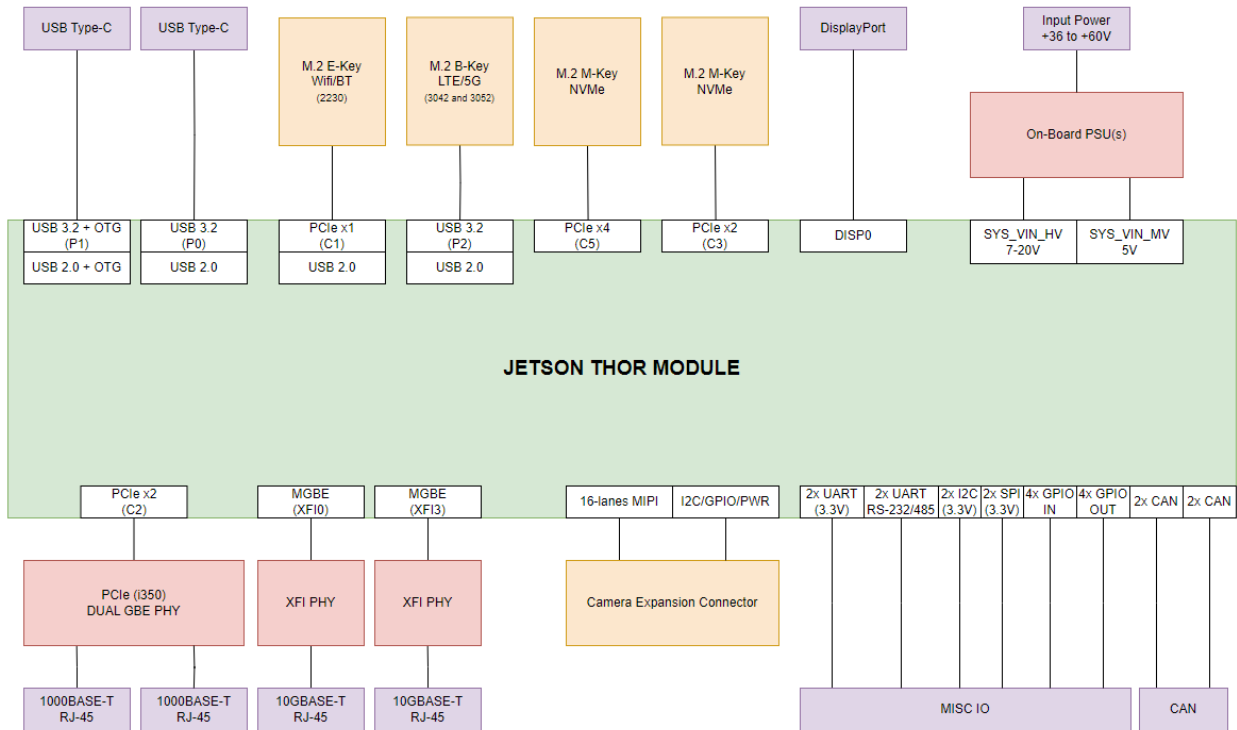 USB Type-C
USB Type-C
M.2 E-Key
Wifi/BT
(2230)
M.2 B-Key
LTE/5G
(3042 and 3052)
M.2 M-Key
NVMe
M.2 M-Key
NVMe
DisplayPort
Input Power
+36 to +60V
On-Board PSU(s)
USB 3.2 + OTG
(P1)
USB 2.0 + OTG
USB 3.2
(P0)
USB 2.0
PCIe x1
(C1)
USB 2.0
USB 3.2
(P2)
USB 2.0
PCIe x4
(C5)
PCIe x2
(C3)
DISP0
SYS_VIN_HV
7-20V
SYS_VIN_MV
5V
JETSON THOR MODULE
PCIe x2
(C2)
MGBE
(XFI0)
MGBE
(XFI3)
16-lanes MIPI
I2C/GPIO/PWR
2x UART
(3.3V)
2x UART
RS-232/485
2x I2C
(3.3V)
2x SPI
(3.3V)
4x GPIO
IN
4x GPIO
OUT
2x CAN
2x CAN
PCIe (i350)
DUAL GBE PHY
XFI PHY
XFI PHY
Camera Expansion Connector
1000BASE-T
RJ-45
1000BASE-T
RJ-45
10GBASE-T
RJ-45
10GBASE-T
RJ-45
MISC IO
CAN